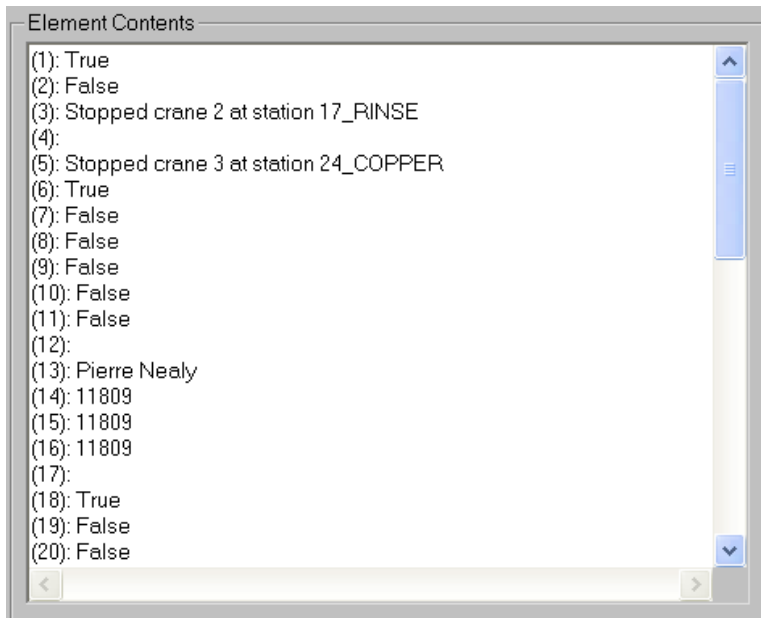 Element Contents
(1): True
(2): False
(3): Stopped crane 2 at station 17_RINSE
(4):
(5): Stopped crane 3 at station 24_COPPER
(6): True
(7): False
(8): False
(9): False
(10): False
(11): False
(12):
(13): Pierre Nealy
(14): 11809
(15): 11809
(16): 11809
(17):
(18): True
(19): False
(20): False